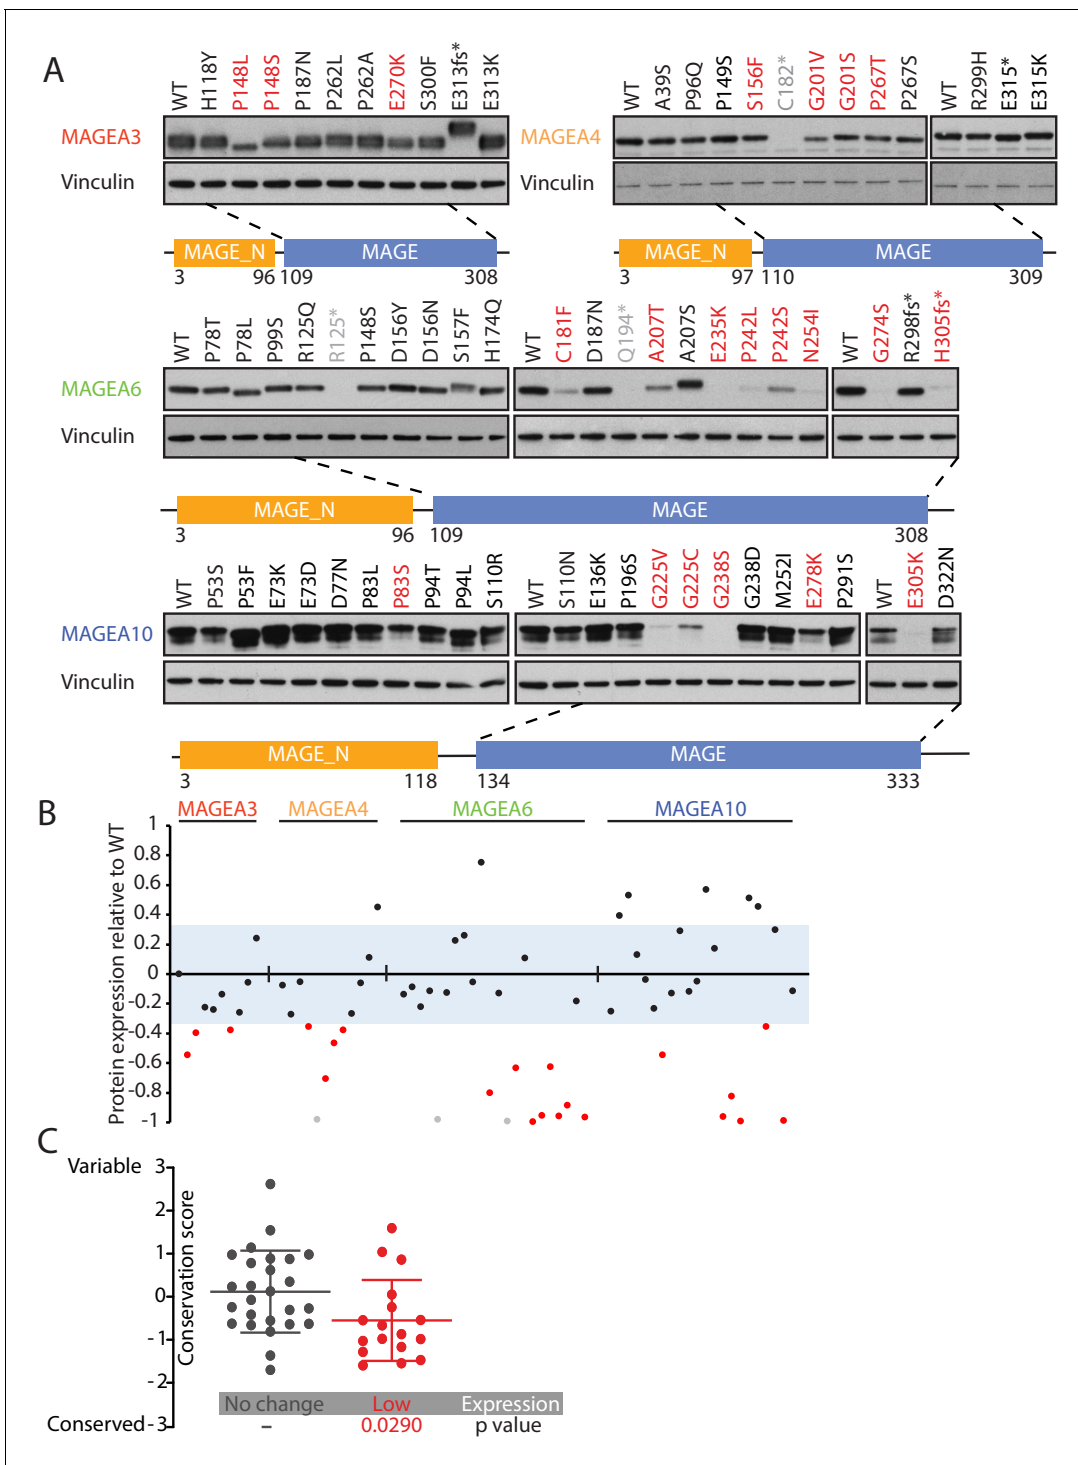 A
WT H118Y P148L P148S P187N P262L P262A E270K S300F E313fs* E313K
WT A39S P96Q P149S S156F C182* G201V G201S P267T P267S
WT R299H E315* E315K
MAGEA3
MAGEA4
Vinculin
Vinculin
MAGE_N MAGE
3 96 109 308
MAGE_N MAGE
3 97 110 309
WT P78T P78L P99S R125Q R125* P148S D156Y D156N S157F H174Q
WT C181F D187N Q194* A207T A207S E235K P242L P242S N254I
WT G274S R298fs* H305fs*
MAGEA6
Vinculin
MAGE_N MAGE
3 96 109 308
WT P53S P53F E73K E73D D77N P83L P83S P94T P94L S110R
WT S110N E136K P196S G225V G225C G238S G238D M252I E278K P291S
WT E305K D322N
MAGEA10
Vinculin
MAGE_N MAGE
3 118 134 333
B
MAGEA3 MAGEA4 MAGEA6 MAGEA10
Protein expression relative to WT
1
0.8
0.6
0.4
0.2
0
-0.2
-0.4
-0.6
-0.8
-1
C
Variable
Conservation score
3
2
1
0
-1
-2
Conserved -3
No change Low Expression
– 0.0290 p value